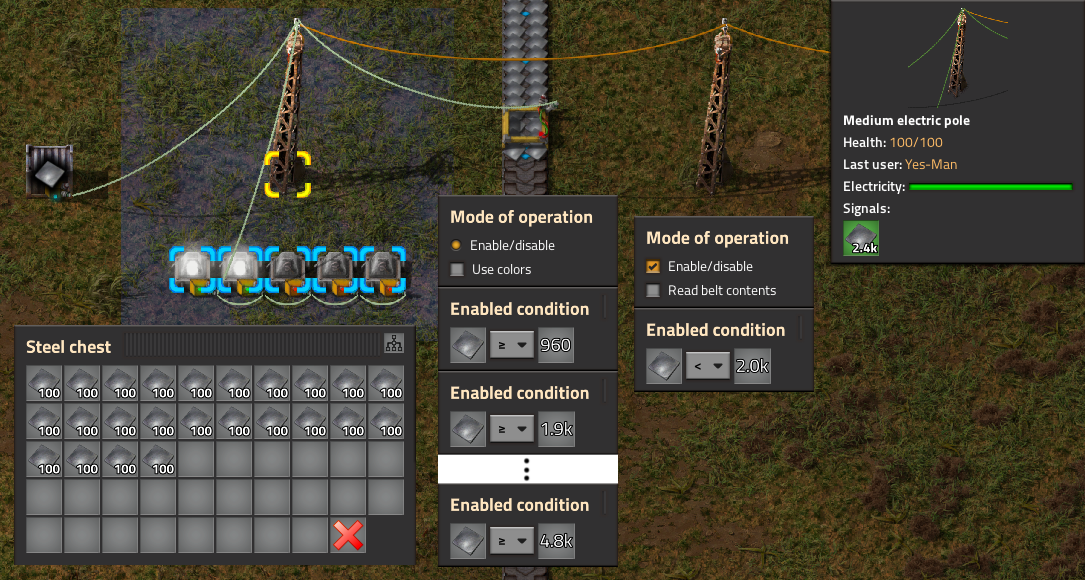 Medium electric pole
Health: 100/100
Last user: Yes-Man
Electricity:
Signals:
2.4k
Mode of operation
Enable/disable
Use colors
Enabled condition
≥ 960
Enabled condition
≥ 1.9k
Enabled condition
≥ 4.8k
Mode of operation
Enable/disable
Read belt contents
Enabled condition
< 2.0k
Steel chest
100 100 100 100 100 100 100 100 100 100
100 100 100 100 100 100 100 100 100 100
100 100 100 100